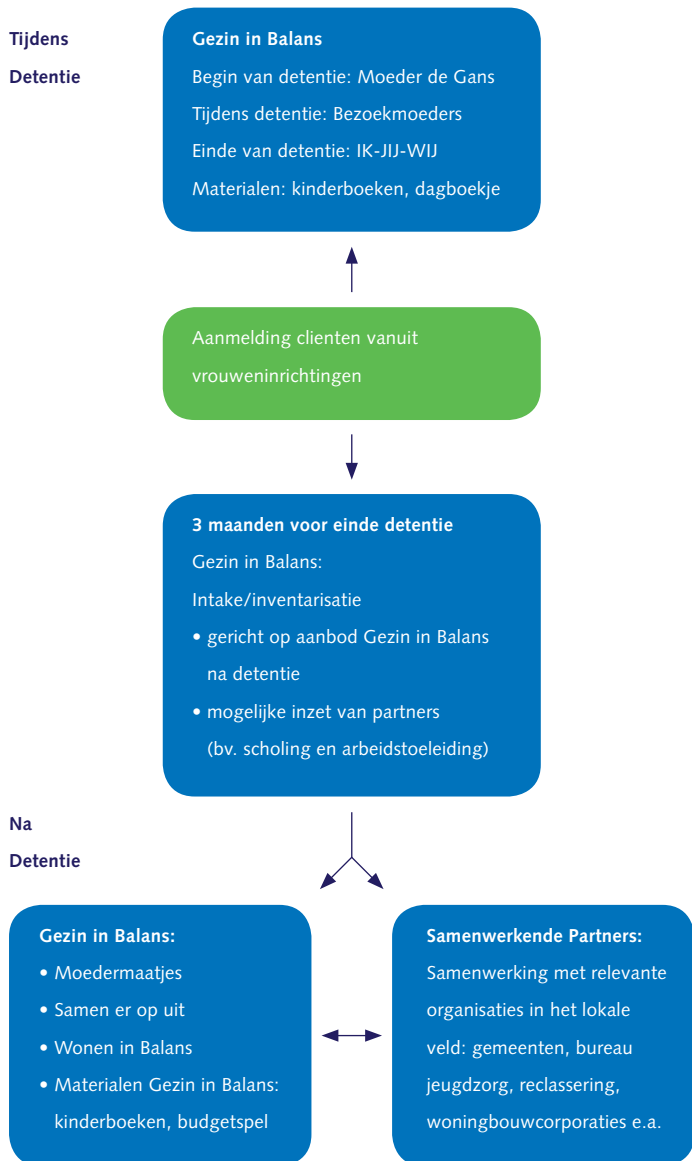 Tijdens
Detentie
Gezin in Balans
Begin van detentie: Moeder de Gans
Tijdens detentie: Bezoekmoeders
Einde van detentie: IK-JIJ-WIJ
Materialen: kinderboeken, dagboekje
Aanmelding clienten vanuit
vrouweninrichtingen
3 maanden voor einde detentie
Gezin in Balans:
Intake/inventarisatie
• gericht op aanbod Gezin in Balans
na detentie
• mogelijke inzet van partners
(bv. scholing en arbeidstoeleiding)
Na
Detentie
Gezin in Balans:
• Moedermaatjes
• Samen er op uit
• Wonen in Balans
• Materialen Gezin in Balans:
kinderboeken, budgetspel
Samenwerkende Partners:
Samenwerking met relevante
organisaties in het lokale
veld: gemeenten, bureau
jeugdzorg, reclassering,
woningbouwcorporaties e.a.